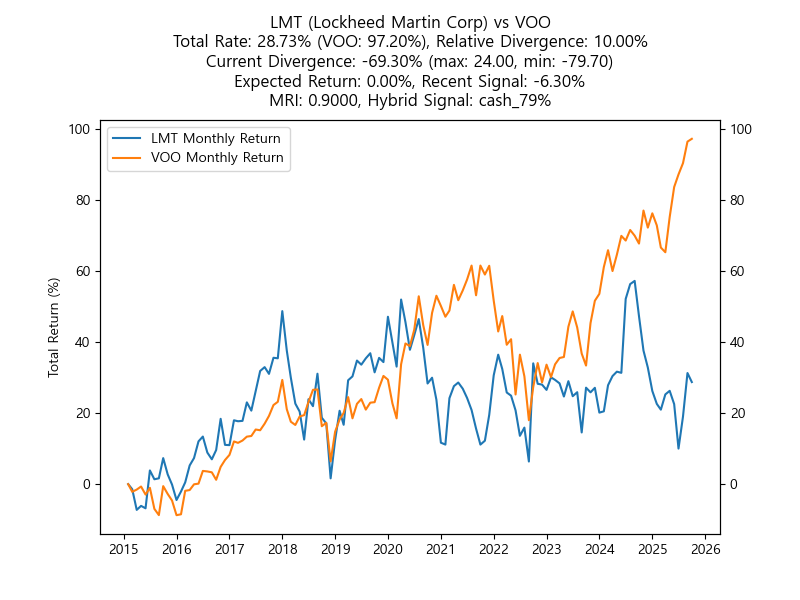 LMT (Lockheed Martin Corp) vs VOO
Total Rate: 28.73% (VOO: 97.20%), Relative Divergence: 10.00%
Current Divergence: -69.30% (max: 24.00, min: -79.70)
Expected Return: 0.00%, Recent Signal: -6.30%
MRI: 0.9000, Hybrid Signal: cash_79%
LMT Monthly Return
VOO Monthly Return
Total Return (%)
100
80
60
40
20
0
100
80
60
40
20
0
2015 2016 2017 2018 2019 2020 2021 2022 2023 2024 2025 2026